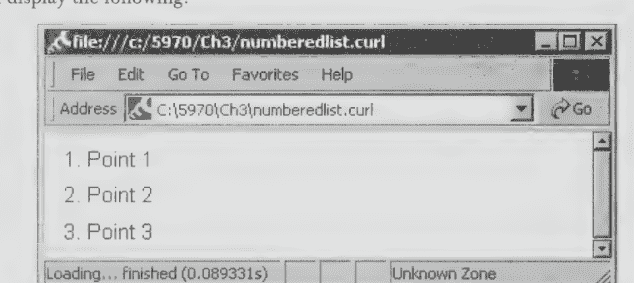 display the following:
file:///c:/5970/Ch3/numberedlist.curl
File Edit Go To Favorites Help
Address C:\5970\Ch3\numberedlist.curl Go
1. Point 1
2. Point 2
3. Point 3
Loading... finished (0.089331s) Unknown Zone